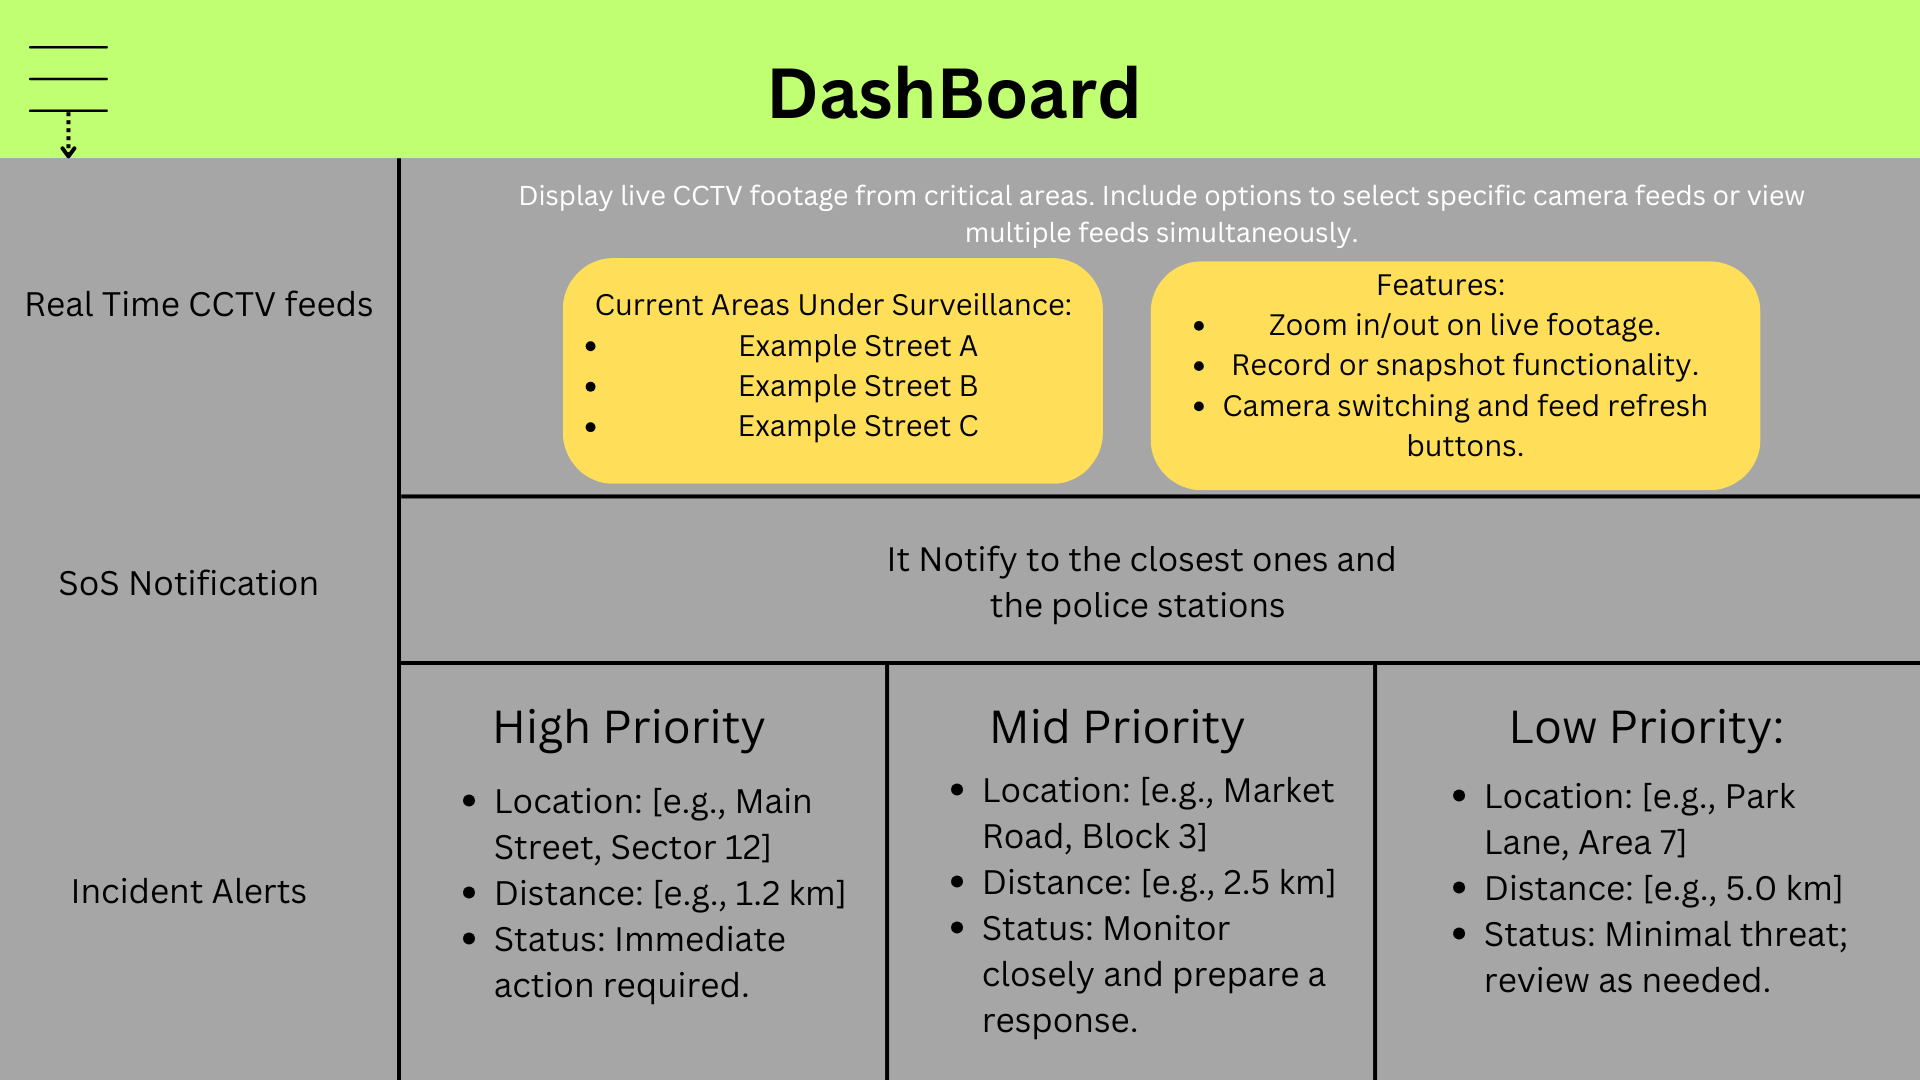 DashBoard
Real Time CCTV feeds
Display live CCTV footage from critical areas. Include options to select specific camera feeds or view
multiple feeds simultaneously.
Current Areas Under Surveillance:
• Example Street A
• Example Street B
• Example Street C
Features:
• Zoom in/out on live footage.
• Record or snapshot functionality.
• Camera switching and feed refresh
buttons.
SoS Notification
It Notify to the closest ones and
the police stations
Incident Alerts
High Priority
• Location: [e.g., Main
Street, Sector 12]
• Distance: [e.g., 1.2 km]
• Status: Immediate
action required.
Mid Priority
• Location: [e.g., Market
Road, Block 3]
• Distance: [e.g., 2.5 km]
• Status: Monitor
closely and prepare a
response.
Low Priority:
• Location: [e.g., Park
Lane, Area 7]
• Distance: [e.g., 5.0 km]
• Status: Minimal threat;
review as needed.